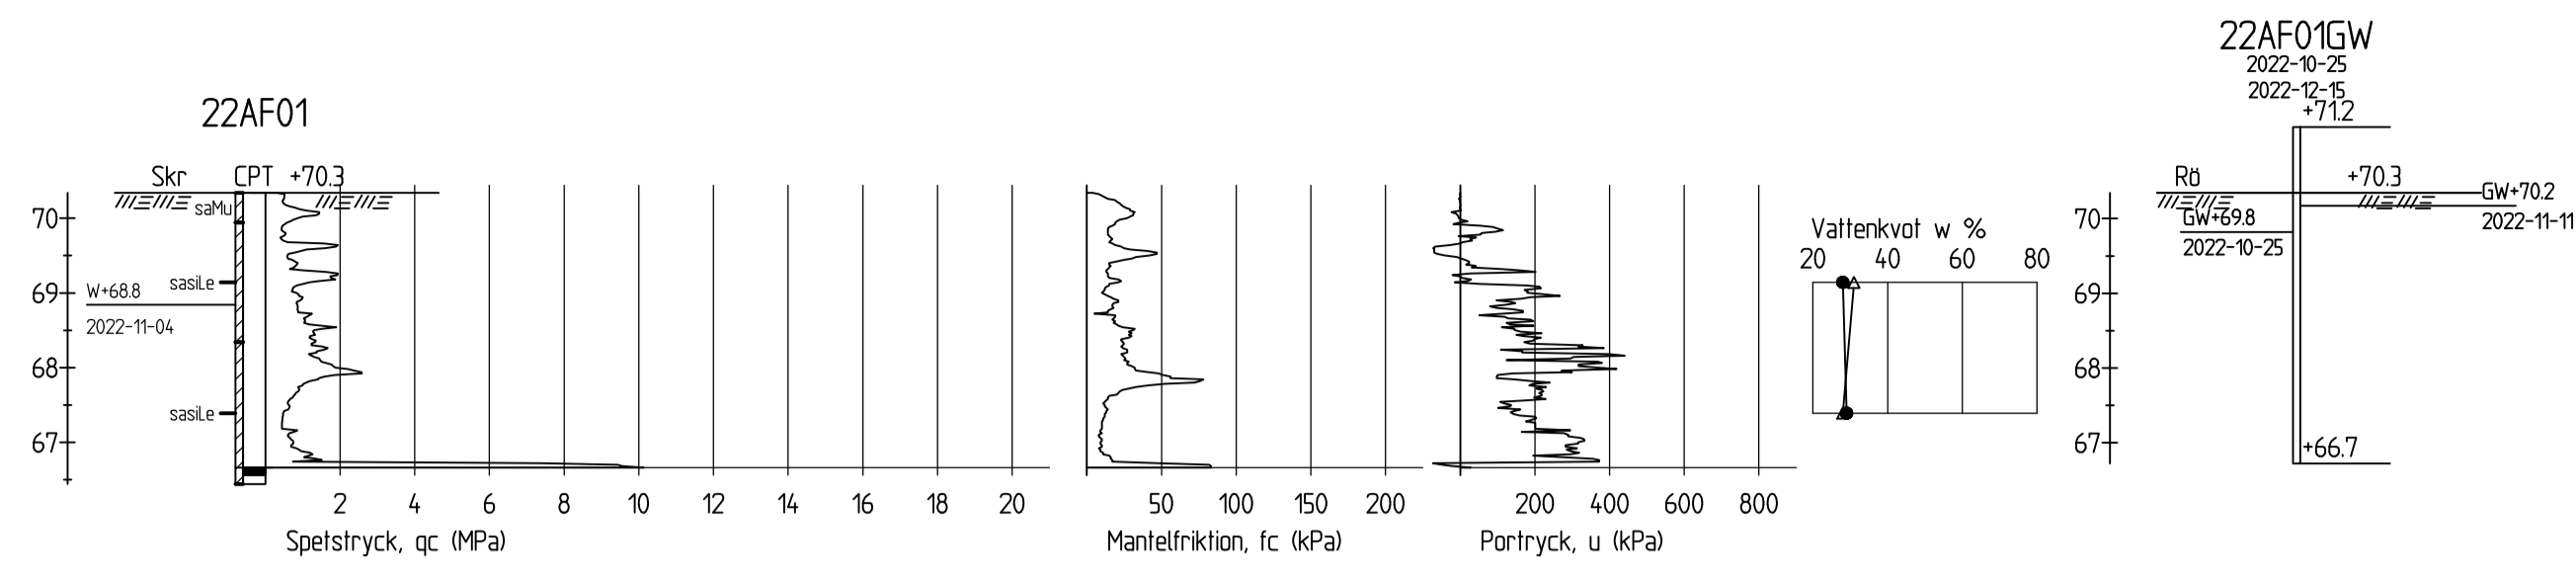 22AF01
Skr CPT +70.3
saMu
70
sasiLe
69
W+68.8
2022-11-04
68
sasiLe
67
2 4 6 8 10 12 14 16 18 20
Spetstryck, qc (MPa)
50 100 150 200
Mantelfriktion, fc (kPa)
200 400 600 800
Portryck, u (kPa)
Vattenkvot w %
20 40 60 80
22AF01GW
2022-10-25
2022-12-15
+71.2
Rö +70.3
GW+70.2
2022-11-11
70
GW+69.8
2022-10-25
69
68
67
+66.7